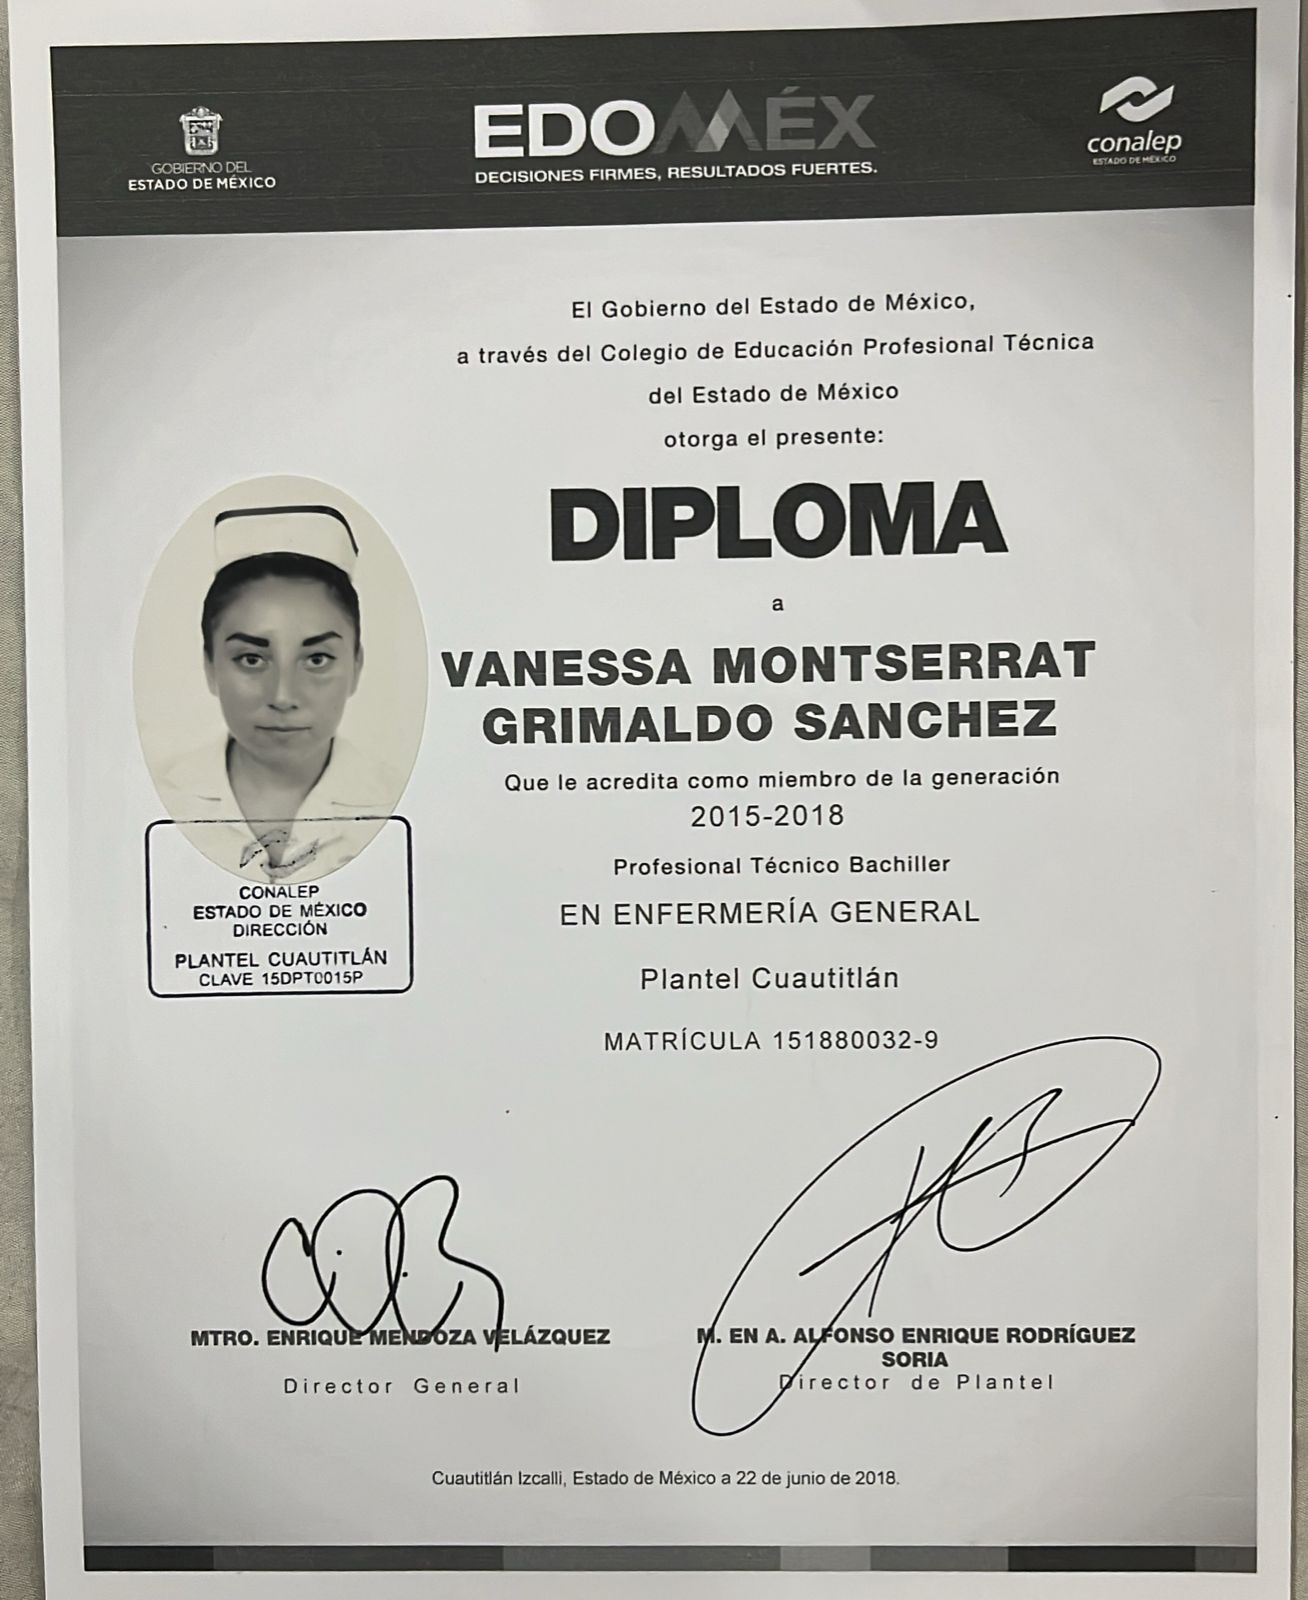 GOBIERNO DEL
ESTADO DE MÉXICO
EDOMÉX
DECISIONES FIRMES, RESULTADOS FUERTES.
conalep
ESTADO DE MÉXICO
El Gobierno del Estado de México,
a través del Colegio de Educación Profesional Técnica
del Estado de México
otorga el presente:
DIPLOMA
a
VANESSA MONTSERRAT
GRIMALDO SANCHEZ
Que le acredita como miembro de la generación
2015-2018
Profesional Técnico Bachiller
EN ENFERMERÍA GENERAL
Plantel Cuautitlán
MATRÍCULA 151880032-9
CONALEP
ESTADO DE MÉXICO
DIRECCIÓN
PLANTEL CUAUTITLÁN
CLAVE 15DPT0015P
MTRO. ENRIQUE MENDOZA VELÁZQUEZ
Director General
M. EN A. ALFONSO ENRIQUE RODRÍGUEZ
SORIA
Director de Plantel
Cuautitlán Izcalli, Estado de México a 22 de junio de 2018.